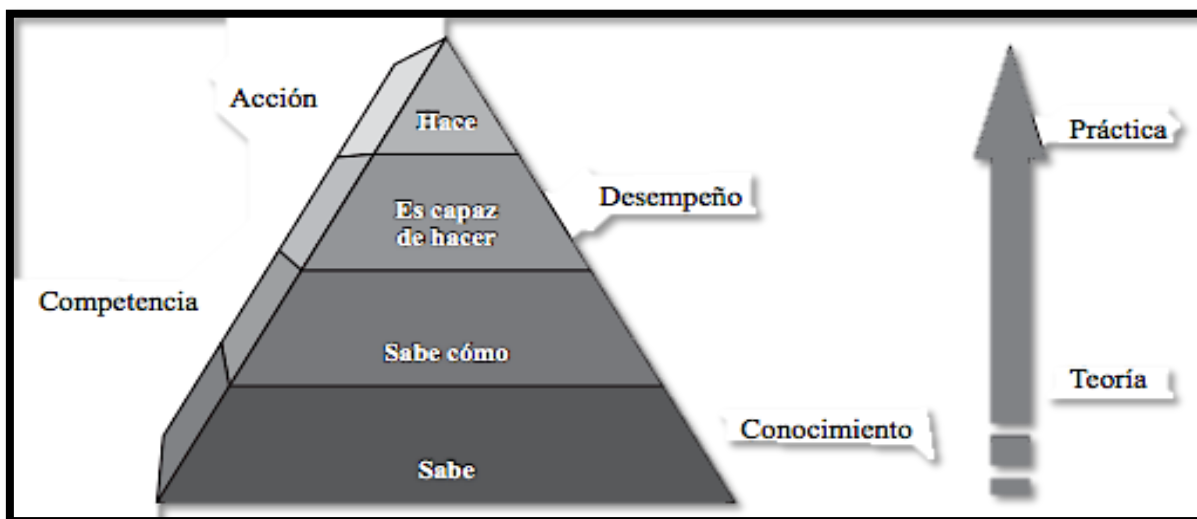 Acción
Hace
Práctica
Desempeño
Es capaz
de hacer
Competencia
Sabe cómo
Teoría
Conocimiento
Sabe